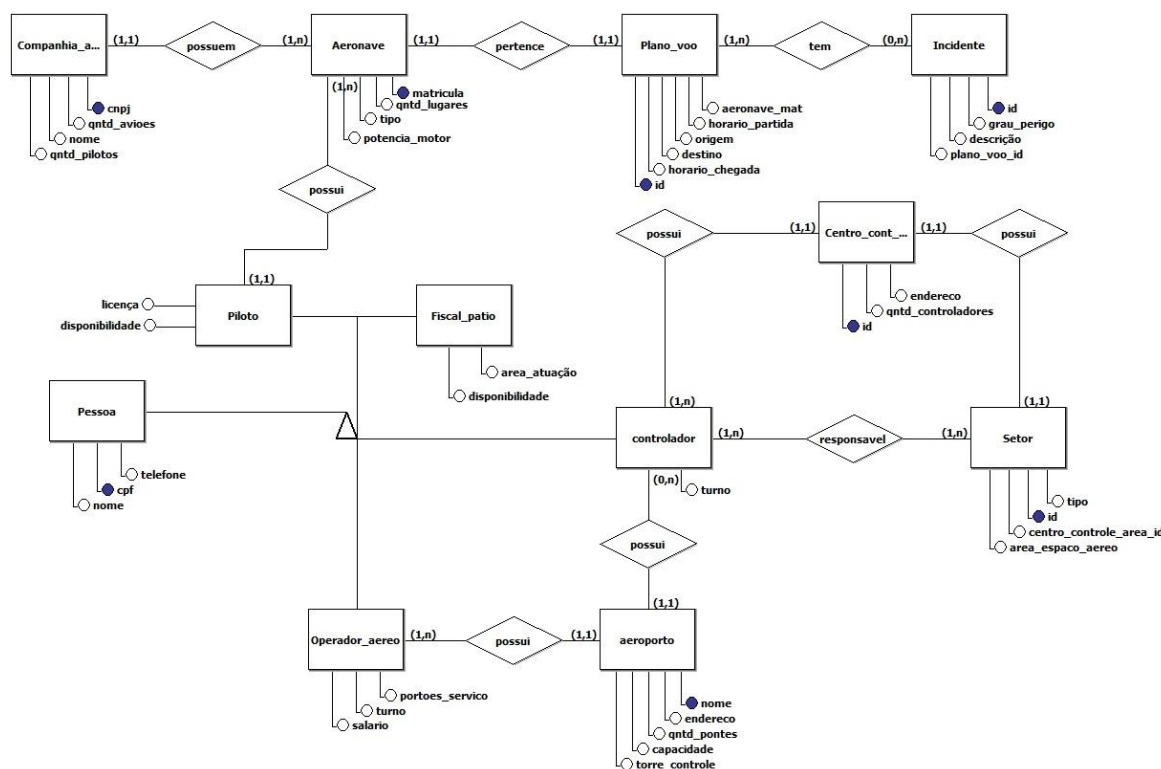 Companhia_a...
(1,1)
possuem
(1,n)
Aeronave
(1,1)
pertence
(1,1)
Plano_voo
(1,n)
tem
(0,n)
Incidente
cnpj
qntd_avioes
nome
qntd_pilotos
(1,n)
matricula
qntd_lugares
tipo
potencia_motor
aeronave_mat
horario_partida
origem
destino
horario_chegada
id
id
grau_perigo
descrição
plano_voo_id
possui
possui
(1,1)
Centro_cont_...
(1,1)
possui
endereco
qntd_controladores
id
(1,1)
licença
disponibilidade
Piloto
Fiscal_patio
area_atuação
disponibilidade
Pessoa
telefone
cpf
nome
(1,n)
controlador
(1,n)
responsavel
(1,n)
(1,1)
Setor
(0,n)
turno
tipo
id
centro_controle_area_id
area_espaco_aereo
possui
(1,1)
Operador_aereo
(1,n)
possui
(1,1)
aeroporto
portoes_servico
turno
salario
nome
endereco
qntd_pontes
capacidade
torre_controle